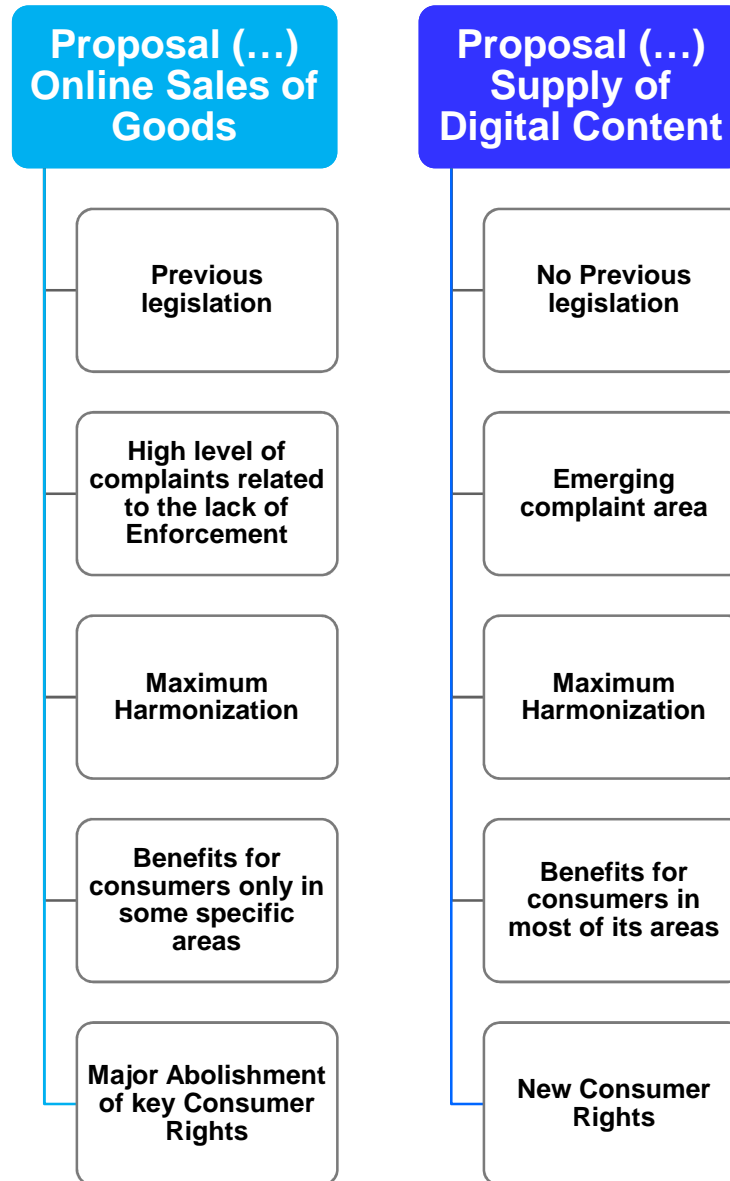 Proposal (…)
Online Sales of
Goods
Previous
legislation
High level of
complaints related
to the lack of
Enforcement
Maximum
Harmonization
Benefits for
consumers only in
some specific
areas
Major Abolishment
of key Consumer
Rights
Proposal (…)
Supply of
Digital Content
No Previous
legislation
Emerging
complaint area
Maximum
Harmonization
Benefits for
consumers in
most of its areas
New Consumer
Rights